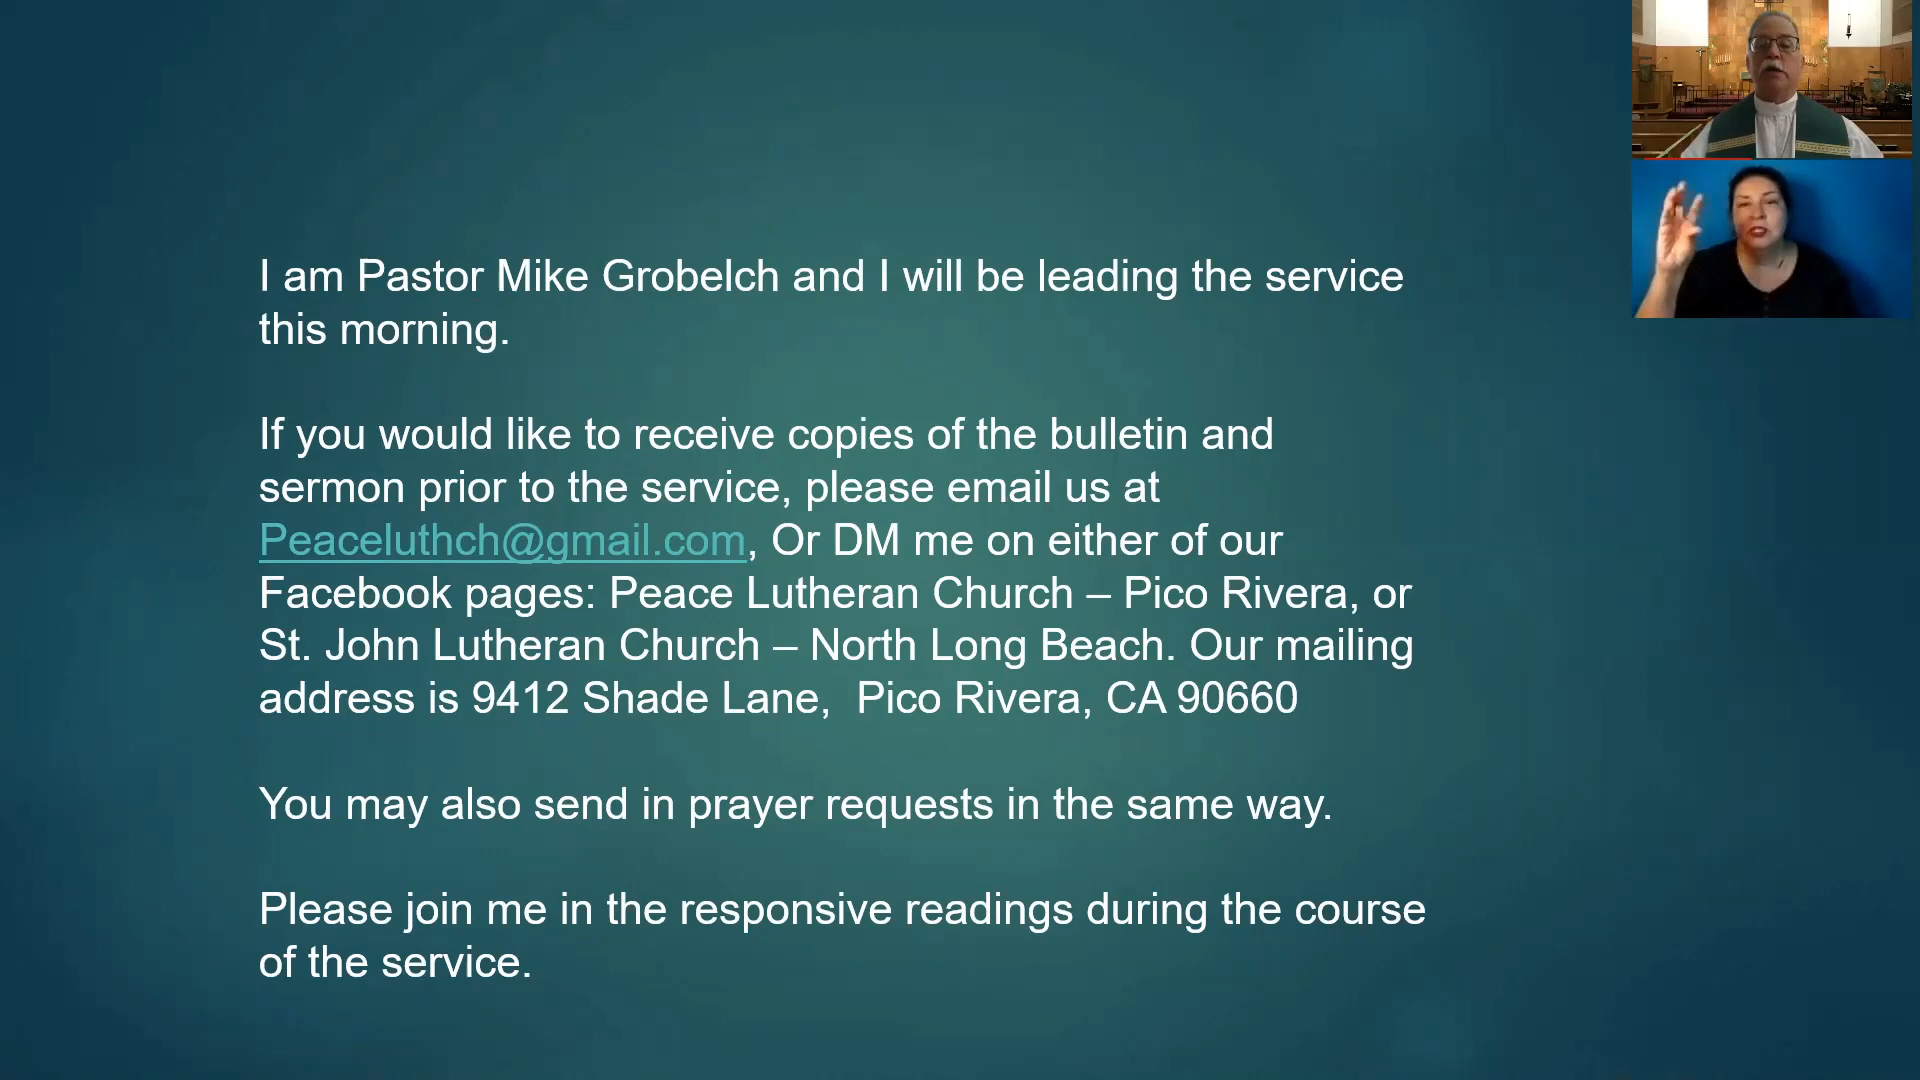 I am Pastor Mike Grobelch and I will be leading the service
this morning.
If you would like to receive copies of the bulletin and
sermon prior to the service, please email us at
Peaceluthch@gmail.com, Or DM me on either of our
Facebook pages: Peace Lutheran Church – Pico Rivera, or
St. John Lutheran Church – North Long Beach. Our mailing
address is 9412 Shade Lane,  Pico Rivera, CA 90660
You may also send in prayer requests in the same way.
Please join me in the responsive readings during the course
of the service.